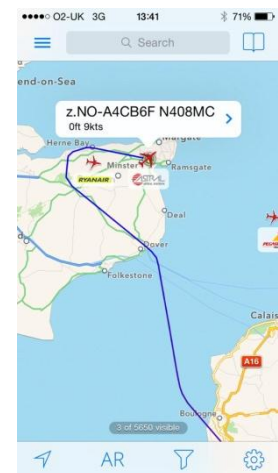 ●●●●○ O2-UK 3G 13:41 71%
Search
end-on-Sea
z.NO-A4CB6F N408MC
0ft 9kts
Margate
Herne Bay
Minster
Ramsgate
RYANAIR
ASTRAL
Deal
Dover
Folkestone
Calais
A16
Boulogne
3 of 5650 visible
AR